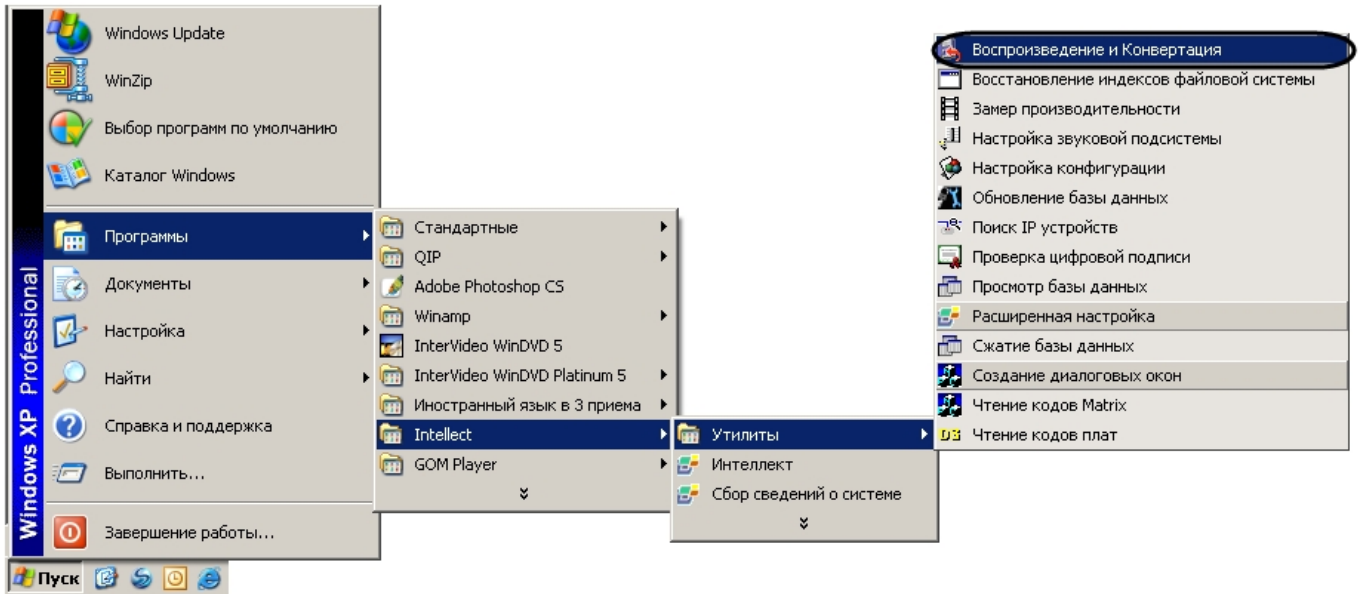 Windows Update
WinZip
Выбор программ по умолчанию
Каталог Windows
Программы
Документы
Настройка
Найти
Справка и поддержка
Выполнить...
Завершение работы...
Windows XP Professional
Пуск
Стандартные
QIP
Adobe Photoshop CS
Winamp
InterVideo WinDVD 5
InterVideo WinDVD Platinum 5
Иностранный язык в 3 приема
Intellect
GOM Player
Утилиты
Интеллект
Сбор сведений о системе
Воспроизведение и Конвертация
Восстановление индексов файловой системы
Замер производительности
Настройка звуковой подсистемы
Настройка конфигурации
Обновление базы данных
Поиск IP устройств
Проверка цифровой подписи
Просмотр базы данных
Расширенная настройка
Сжатие базы данных
Создание диалоговых окон
Чтение кодов Matrix
Чтение кодов плат